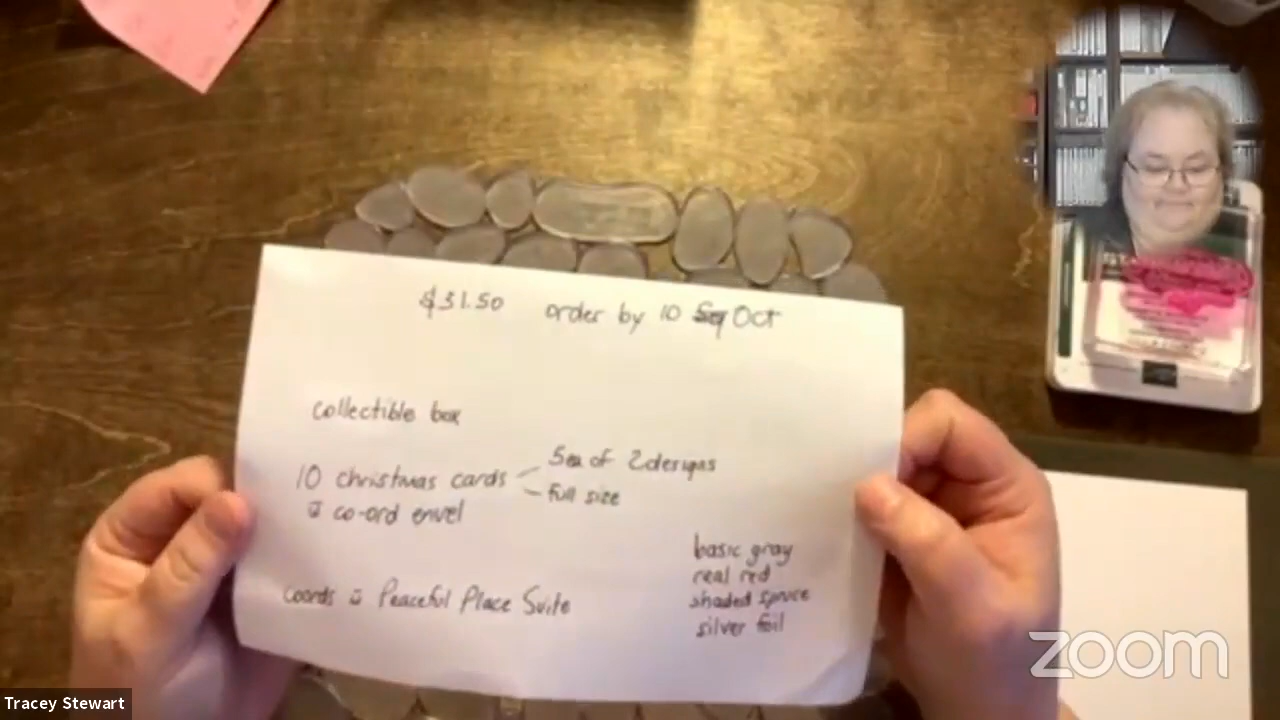 $31.50 order by 10 Sep Oct
collectible box
10 christmas cards
5 ea of 2 designs
full size
w co-ord envel
coords w Peaceful Place Suite
basic gray
real red
shaded spruce
silver foil
zoom
Tracey Stewart